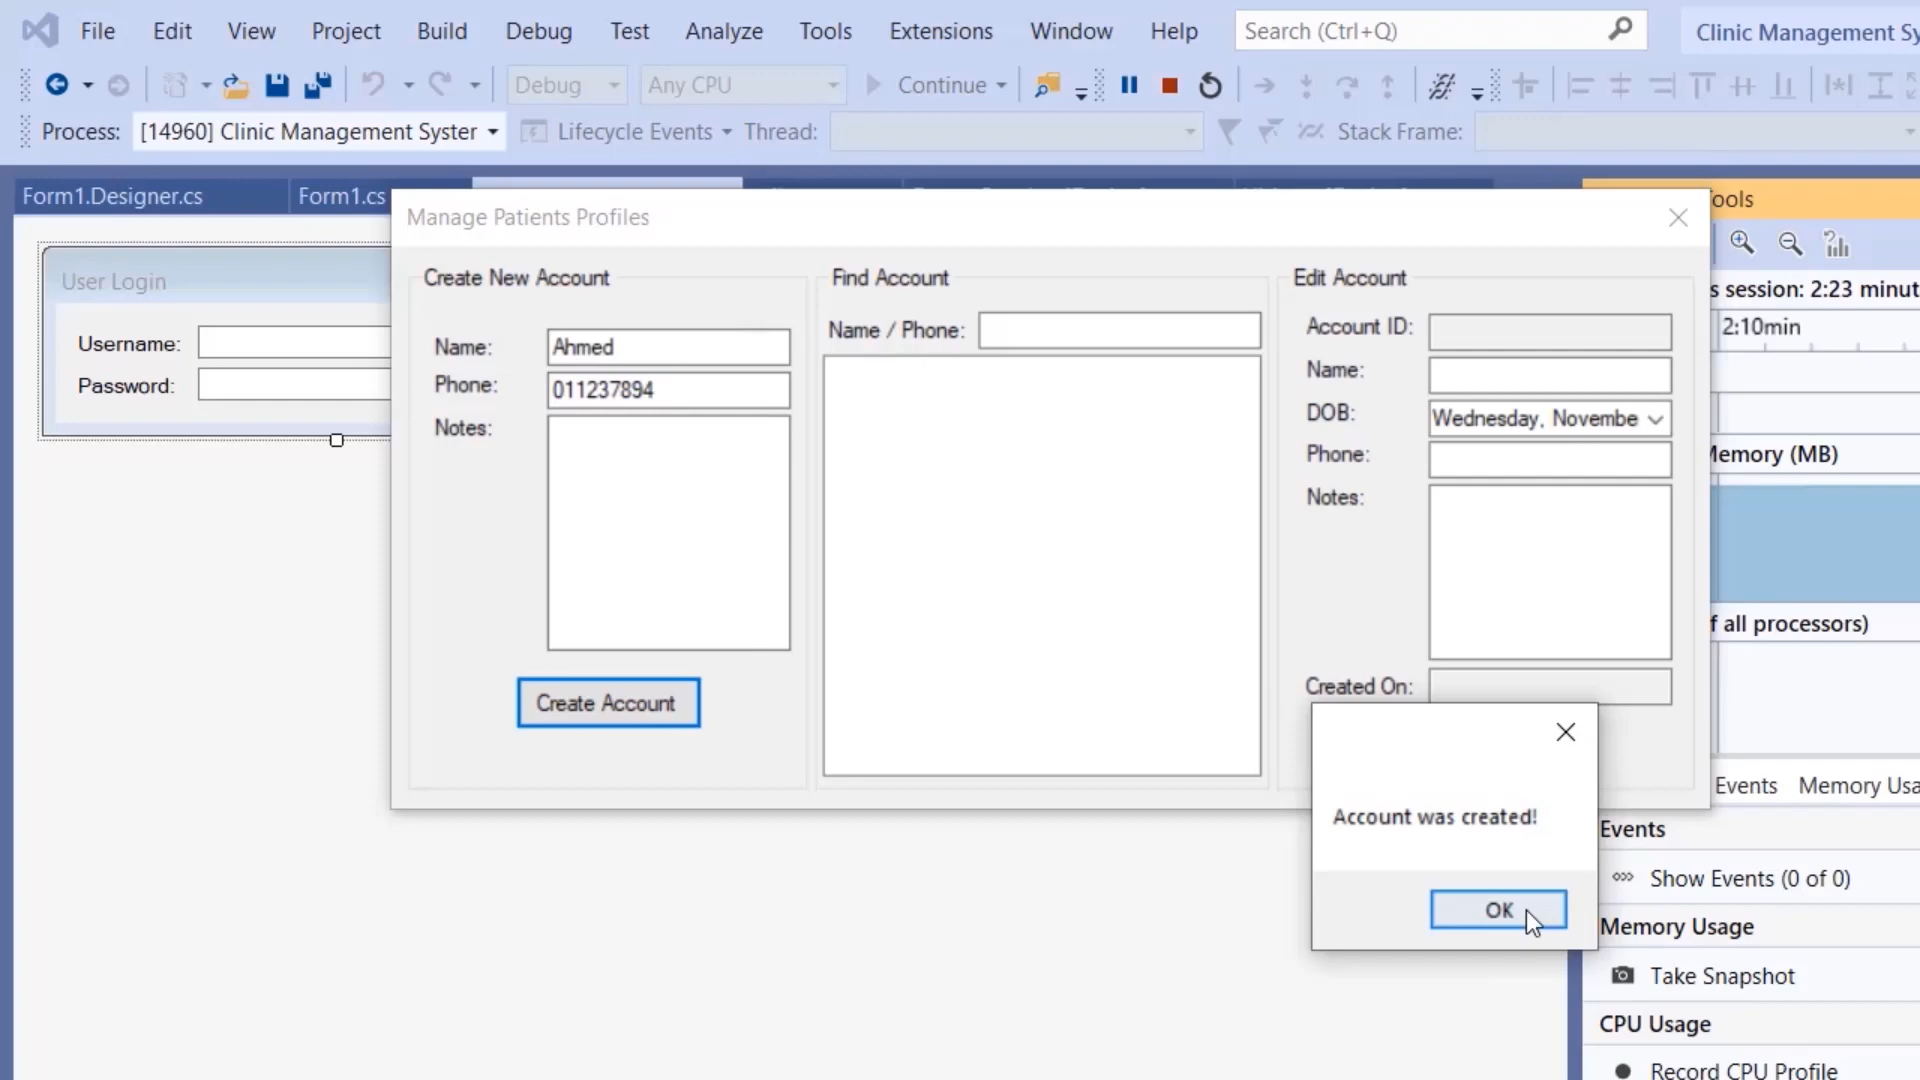 File Edit View Project Build Debug Test Analyze Tools Extensions Window Help Search (Ctrl+Q) Clinic Management Sy
Debug Any CPU Continue
Process: [14960] Clinic Management Syster Lifecycle Events Thread: Stack Frame:
Form1.Designer.cs Form1.cs
ools
Manage Patients Profiles
User Login
Username:
Password:
Create New Account
Name: Ahmed
Phone: 011237894
Notes:
Create Account
Find Account
Name / Phone:
Edit Account
Account ID:
Name:
DOB: Wednesday, Novembe
Phone:
Notes:
Created On:
Account was created!
OK
s session: 2:23 minut
2:10min
Memory (MB)
f all processors)
Events Memory Usa
Events
Show Events (0 of 0)
Memory Usage
Take Snapshot
CPU Usage
Record CPU Profile